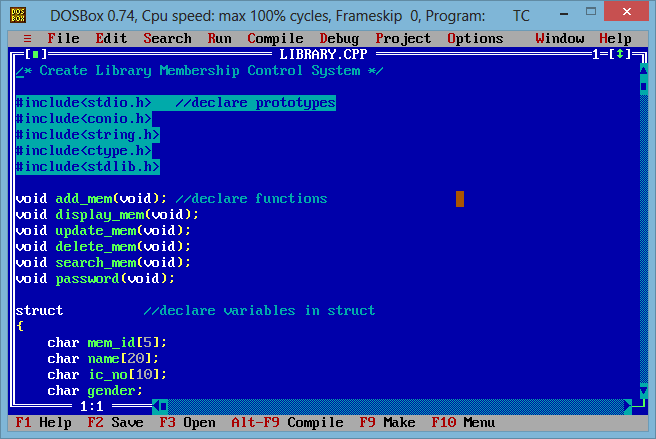 DOS BOX DOSBox 0.74, Cpu speed: max 100% cycles, Frameskip 0, Program: TC
≡ File Edit Search Run Compile Debug Project Options Window Help
[■] LIBRARY.CPP 1=[↕]
/* Create Library Membership Control System */
#include<stdio.h> //declare prototypes
#include<conio.h>
#include<string.h>
#include<ctype.h>
#include<stdlib.h>
void add_mem(void); //declare functions
void display_mem(void);
void update_mem(void);
void delete_mem(void);
void search_mem(void);
void password(void);
struct //declare variables in struct
{
char mem_id[5];
char name[20];
char ic_no[10];
char gender;
1:1
F1 Help F2 Save F3 Open Alt-F9 Compile F9 Make F10 Menu